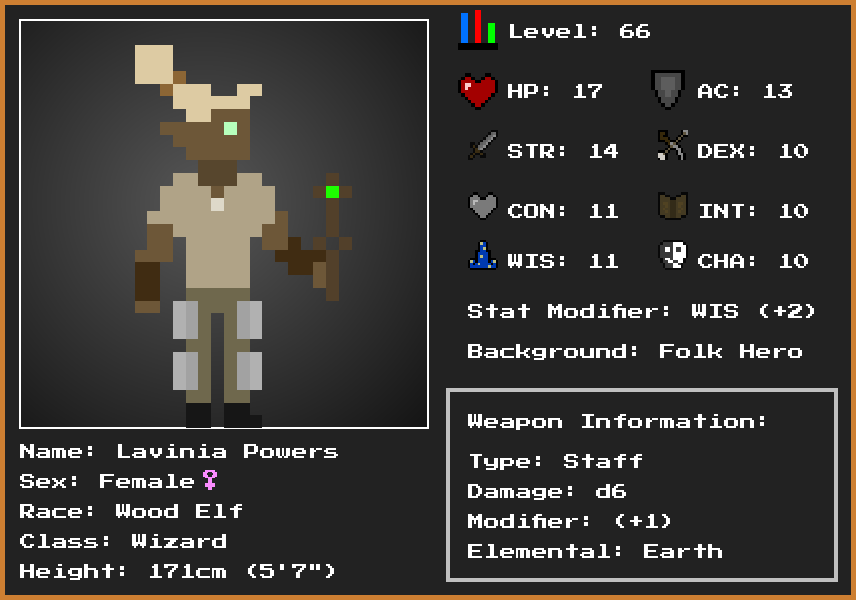 Level: 66
HP: 17 AC: 13
STR: 14 DEX: 10
CON: 11 INT: 10
WIS: 11 CHA: 10
Stat Modifier: WIS (+2)
Background: Folk Hero
Weapon Information:
Type: Staff
Damage: d6
Modifier: (+1)
Elemental: Earth
Name: Lavinia Powers
Sex: Female♀
Race: Wood Elf
Class: Wizard
Height: 171cm (5'7")